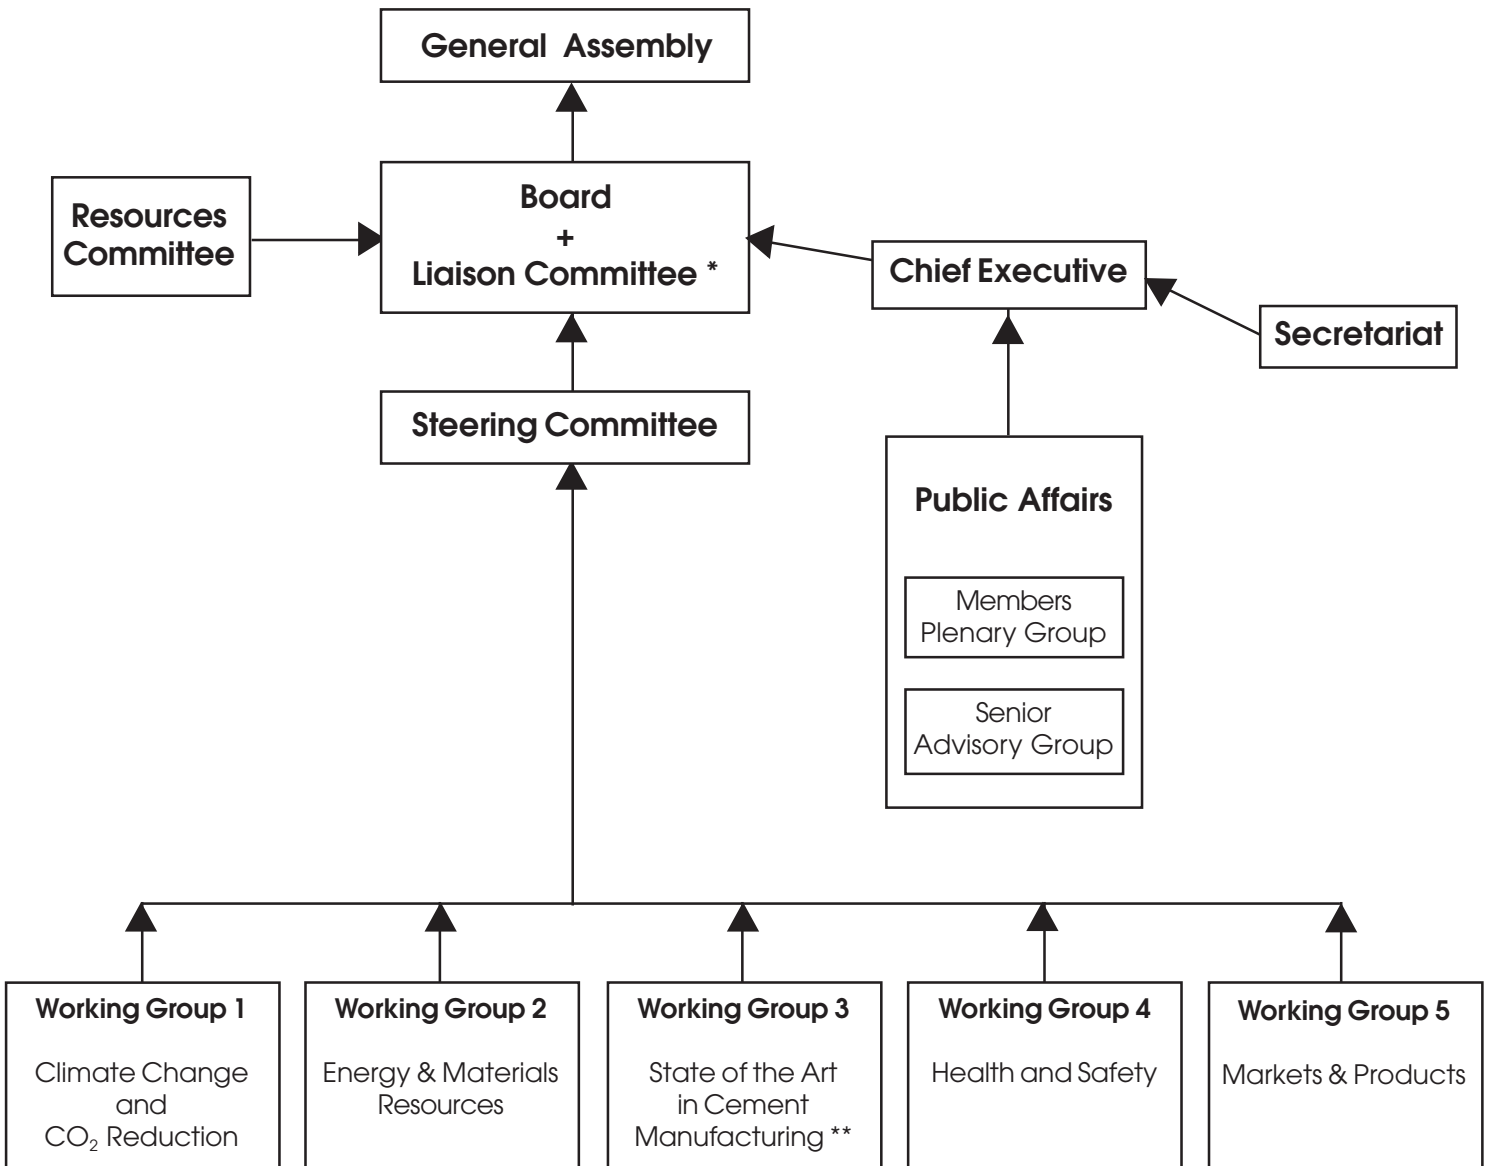 General Assembly
Board
+
Liaison Committee *
Resources
Committee
Chief Executive
Secretariat
Steering Committee
Public Affairs
Members
Plenary Group
Senior
Advisory Group
Working Group 1
Climate Change
and
CO₂ Reduction
Working Group 2
Energy & Materials
Resources
Working Group 3
State of the Art
in Cement
Manufacturing **
Working Group 4
Health and Safety
Working Group 5
Markets & Products